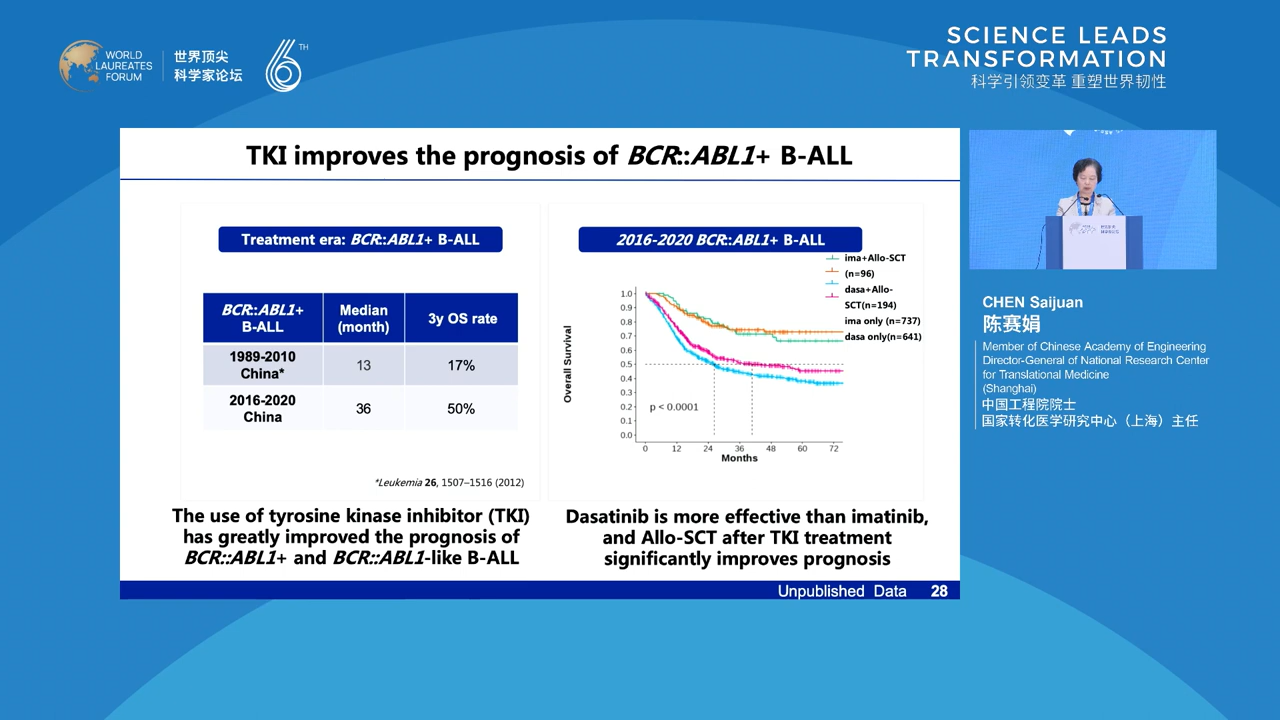 WORLD
LAUREATES
FORUM
世界顶尖
科学家论坛
6TH
SCIENCE LEADS
TRANSFORMATION
科学引领变革 重塑世界韧性
TKI improves the prognosis of BCR::ABL1+ B-ALL
Treatment era: BCR::ABL1+ B-ALL
BCR::ABL1+
B-ALL
Median
(month)
3y OS rate
1989-2010
China*
13
17%
2016-2020
China
36
50%
*Leukemia 26, 1507–1516 (2012)
The use of tyrosine kinase inhibitor (TKI)
has greatly improved the prognosis of
BCR::ABL1+ and BCR::ABL1-like B-ALL
2016-2020 BCR::ABL1+ B-ALL
ima+Allo-SCT
(n=96)
dasa+Allo-
SCT(n=194)
ima only (n=737)
dasa only(n=641)
Overall Survival
1.0
0.9
0.8
0.7
0.6
0.5
0.4
0.3
0.2
0.1
0.0
p < 0.0001
0 12 24 36 48 60 72
Months
Dasatinib is more effective than imatinib,
and Allo-SCT after TKI treatment
significantly improves prognosis
Unpublished Data 28
CHEN Saijuan
陈赛娟
Member of Chinese Academy of Engineering
Director-General of National Research Center
for Translational Medicine
(Shanghai)
中国工程院院士
国家转化医学研究中心（上海）主任